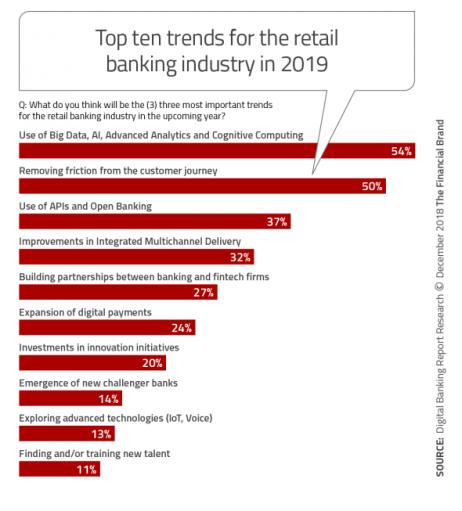 Top ten trends for the retail
banking industry in 2019
Q: What do you think will be the (3) three most important trends
for the retail banking industry in the upcoming year?
Use of Big Data, AI, Advanced Analytics and Cognitive Computing
54%
Removing friction from the customer journey
50%
Use of APIs and Open Banking
37%
Improvements in Integrated Multichannel Delivery
32%
Building partnerships between banking and fintech firms
27%
Expansion of digital payments
24%
Investments in innovation initiatives
20%
Emergence of new challenger banks
14%
Exploring advanced technologies (IoT, Voice)
13%
Finding and/or training new talent
11%
SOURCE: Digital Banking Report Research © December 2018 The Financial Brand